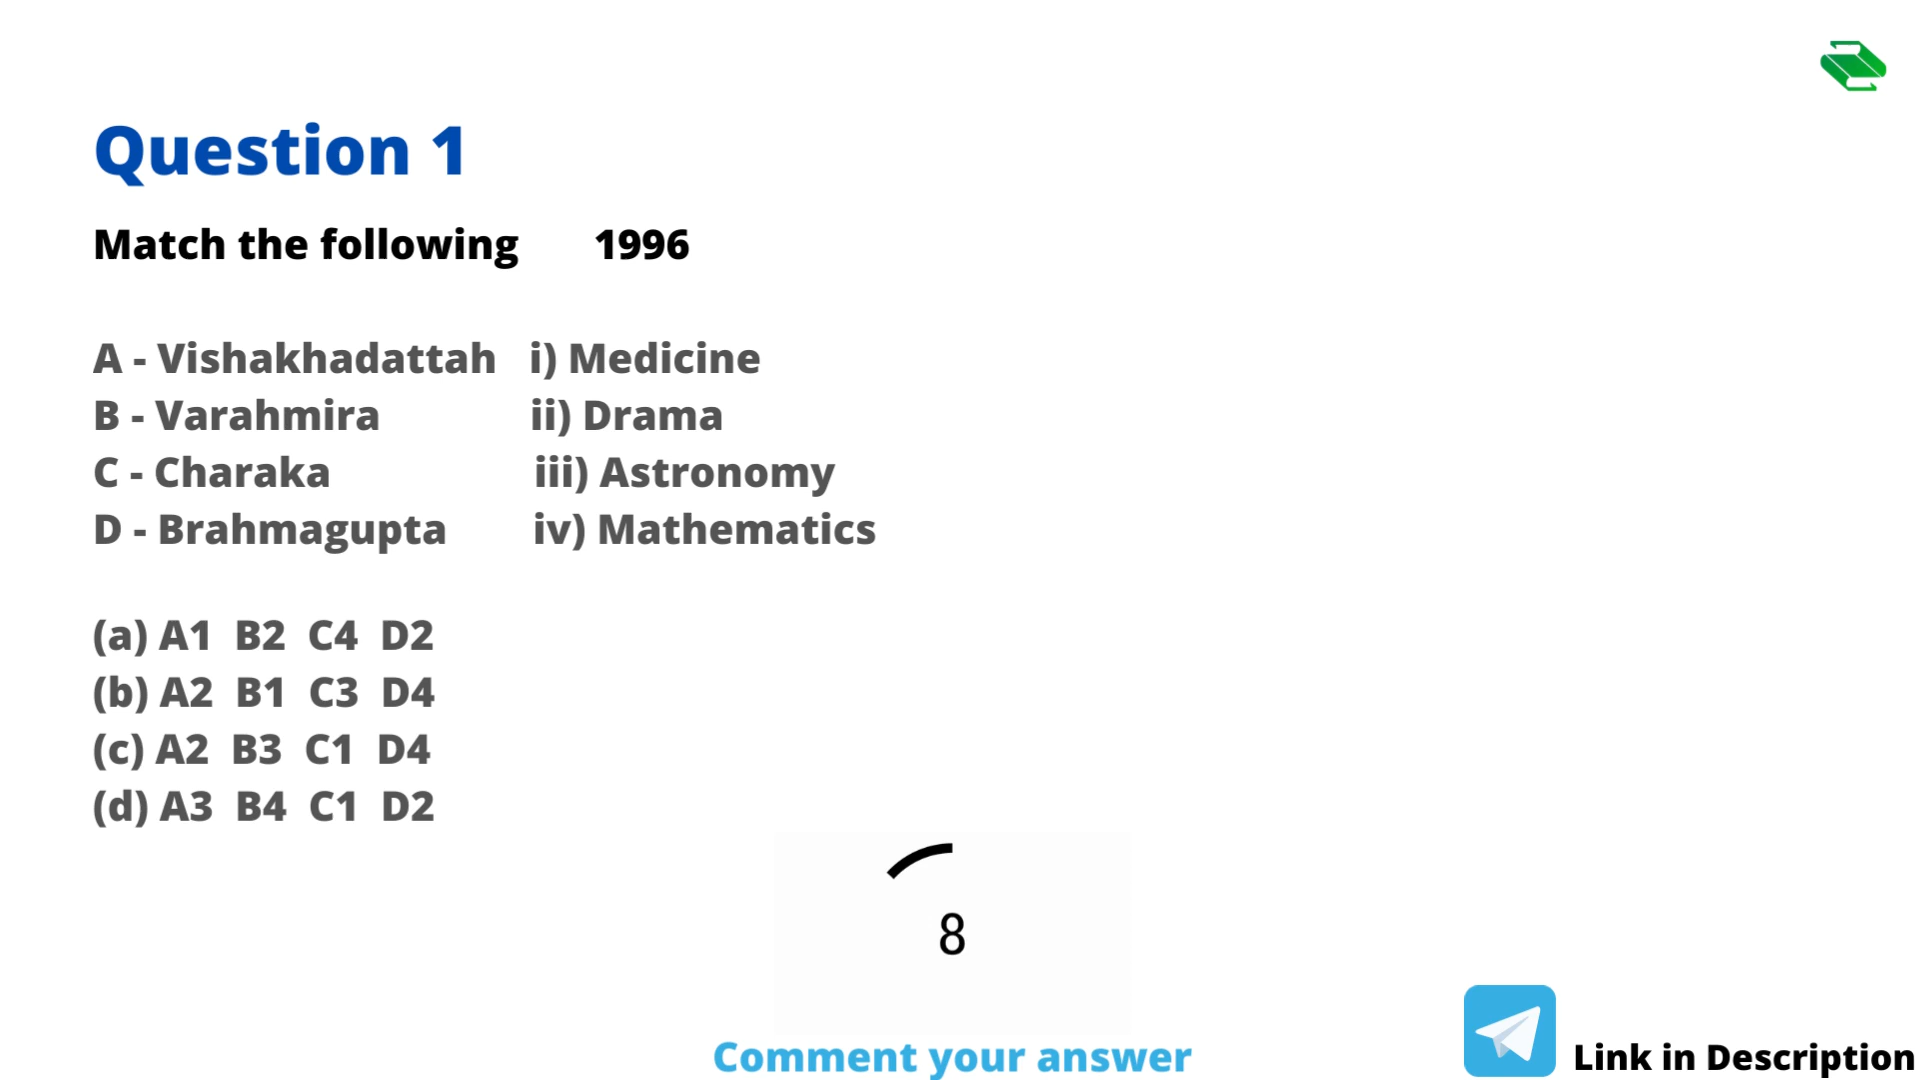 Question 1
Match the following 1996
A - Vishakhadattah i) Medicine
B - Varahmira ii) Drama
C - Charaka iii) Astronomy
D - Brahmagupta iv) Mathematics
(a) A1 B2 C4 D2
(b) A2 B1 C3 D4
(c) A2 B3 C1 D4
(d) A3 B4 C1 D2
8
Comment your answer
Link in Description